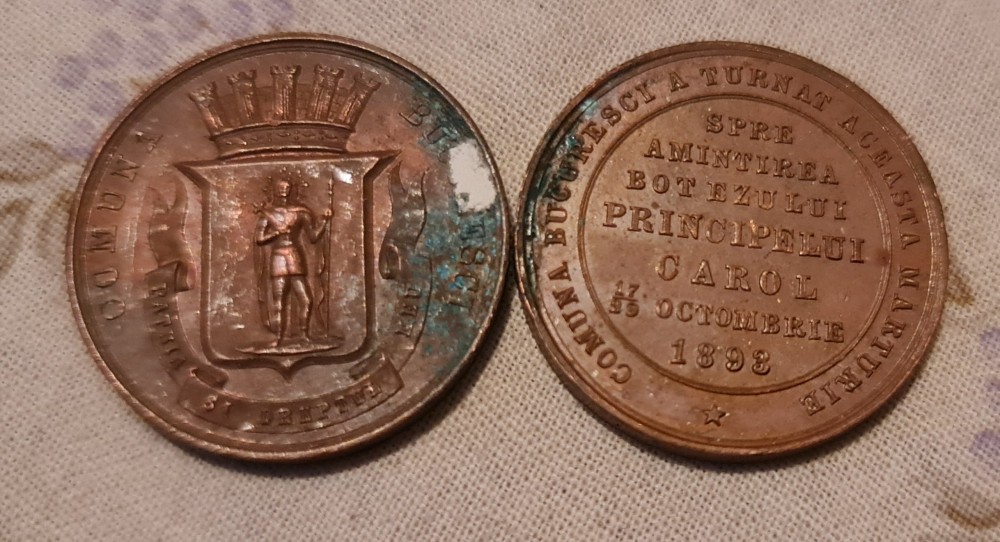 COMUNA
PATRIA
SI DREPTUL
MEU
COMUNA BUCURESCI A TURNAT ACEASTA MARTURIE
SPRE
AMINTIREA
BOTEZULUI
PRINCIPELUI
CAROL
17/29 OCTOMBRIE
1893